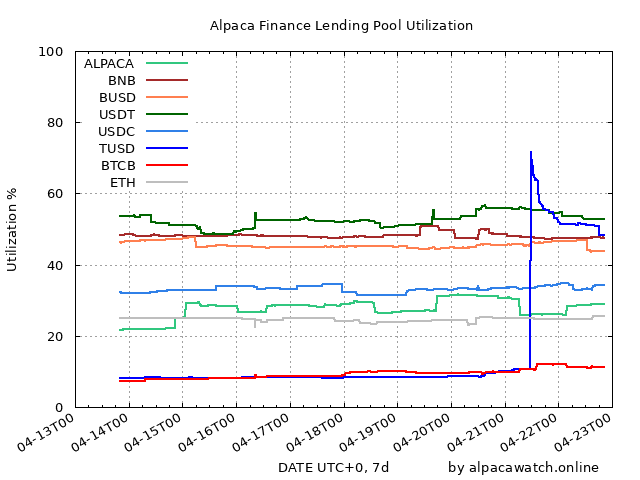 Alpaca Finance Lending Pool Utilization
100
80
60
40
20
0
Utilization %
ALPACA
BNB
BUSD
USDT
USDC
TUSD
BTCB
ETH
04-13T00
04-14T00
04-15T00
04-16T00
04-17T00
04-18T00
04-19T00
04-20T00
04-21T00
04-22T00
04-23T00
DATE UTC+0, 7d
by alpacawatch.online